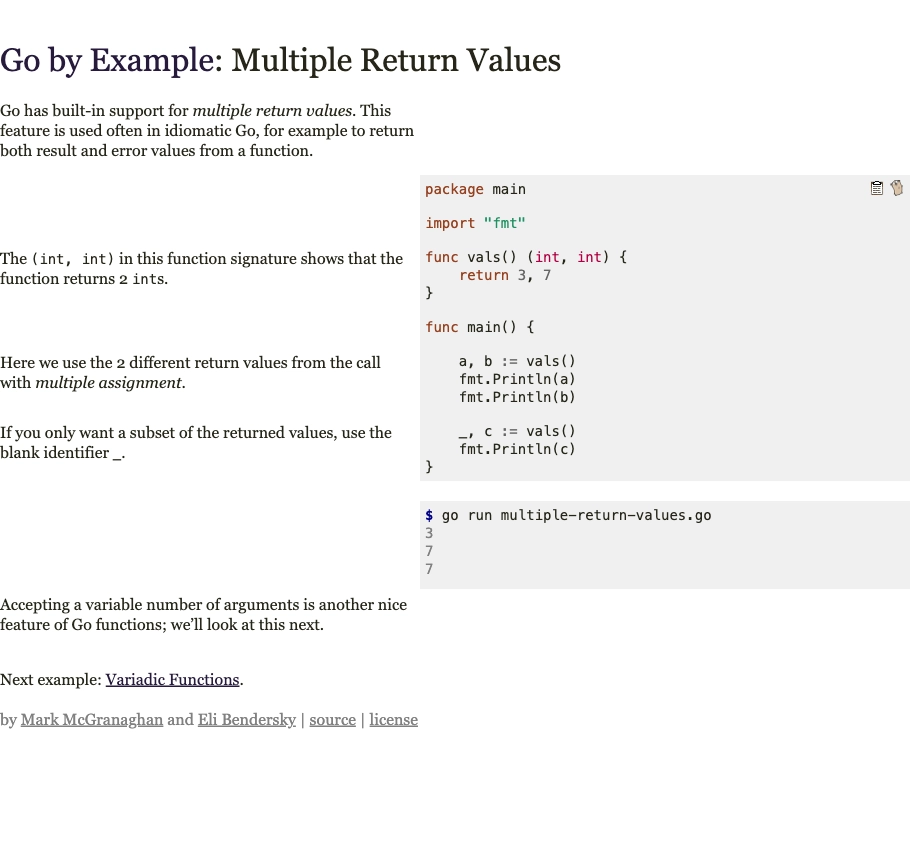 Go by Example: Multiple Return Values
Go has built-in support for multiple return values. This
feature is used often in idiomatic Go, for example to return
both result and error values from a function.
package main
import "fmt"
The (int, int) in this function signature shows that the
function returns 2 ints.
func vals() (int, int) {
    return 3, 7
}
func main() {
Here we use the 2 different return values from the call
with multiple assignment.
    a, b := vals()
    fmt.Println(a)
    fmt.Println(b)
If you only want a subset of the returned values, use the
blank identifier _.
    _, c := vals()
    fmt.Println(c)
}
$ go run multiple-return-values.go
3
7
7
Accepting a variable number of arguments is another nice
feature of Go functions; we’ll look at this next.
Next example: Variadic Functions.
by Mark McGranaghan and Eli Bendersky | source | license